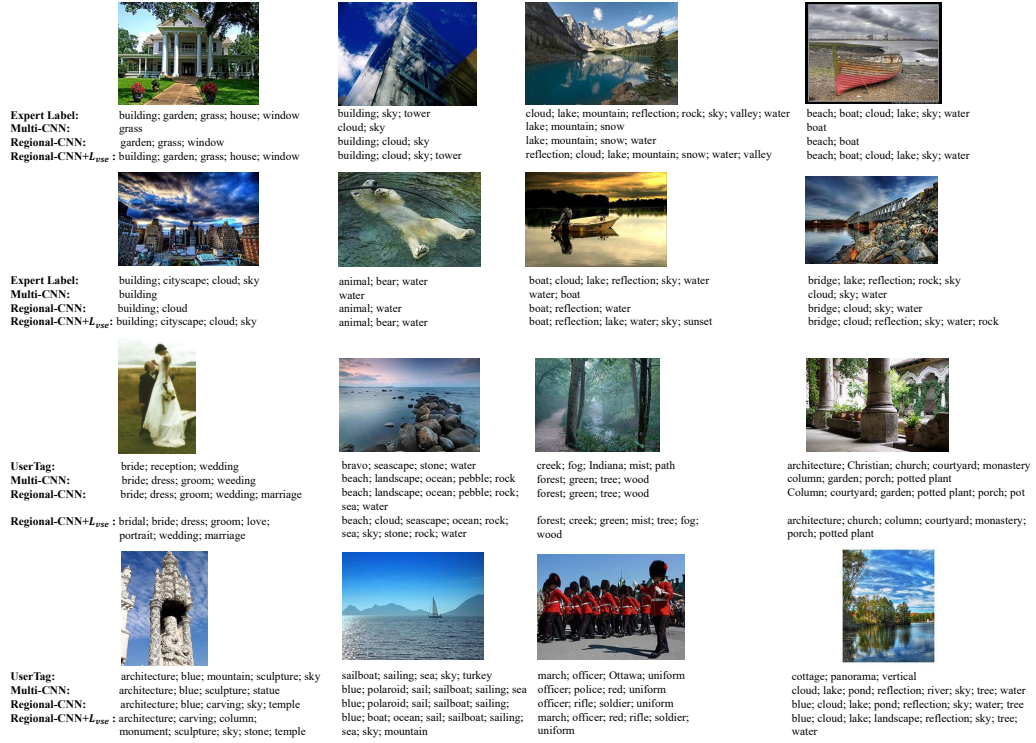 Expert Label: building; garden; grass; house; window building; sky; tower cloud; lake; mountain; reflection; rock; sky; valley; water beach; boat; cloud; lake; sky; water
Multi-CNN: grass cloud; sky lake; mountain; snow boat
Regional-CNN: garden; grass; window building; cloud; sky lake; mountain; snow; water beach; boat
Regional-CNN+Lvse : building; garden; grass; house; window building; cloud; sky; tower reflection; cloud; lake; mountain; snow; water; valley beach; boat; cloud; lake; sky; water
Expert Label: building; cityscape; cloud; sky animal; bear; water boat; cloud; lake; reflection; sky; water bridge; lake; reflection; rock; sky
Multi-CNN: building water water; boat cloud; sky; water
Regional-CNN: building; cloud animal; water boat; reflection; water bridge; cloud; sky
Regional-CNN+Lvse: building; cityscape; cloud; sky animal; bear; water boat; reflection; lake; water; sky; sunset bridge; cloud; reflection; sky; water; rock
UserTag: bride; reception; wedding bravo; seascape; stone; water creek; fog; Indiana; mist; path architecture; Christian; church; courtyard; monastery
Multi-CNN: bride; dress; groom; weeding beach; landscape; ocean; pebble; rock forest; green; tree; wood column; garden; porch; potted plant
Regional-CNN: bride; dress; groom; wedding; marriage beach; landscape; ocean; pebble; rock; forest; green; tree; wood Column; courtyard; garden; potted plant; porch; pot
sea; water
Regional-CNN+Lvse : bridal; bride; dress; groom; love; beach; cloud; seascape; ocean; rock; forest; creek; green; mist; tree; fog; architecture; church; column; courtyard; monastery;
portrait; wedding; marriage sea; sky; stone; rock; water wood porch; potted plant
UserTag: architecture; blue; mountain; sculpture; sky sailboat; sailing; sea; sky; turkey march; officer; Ottawa; uniform cottage; panorama; vertical
Multi-CNN: architecture; blue; sculpture; statue blue; polaroid; sail; sailboat; sailing; sea officer; police; red; uniform cloud; lake; pond; reflection; river; sky; tree; water
Regional-CNN: architecture; blue; carving; sky; temple blue; polaroid; sail; sailboat; sailing; sea officer; rifle; soldier; uniform blue; cloud; lake; pond; reflection; sky; water; tree
Regional-CNN+Lvse : architecture; carving; column; blue; boat; ocean; sail; sailboat; sailing; march; officer; red; rifle; soldier; blue; cloud; lake; landscape; reflection; sky; tree;
monument; sculpture; sky; stone; temple sea; sky; mountain uniform water